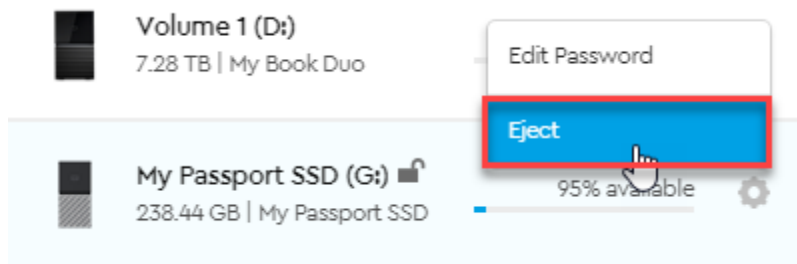 Volume 1 (D:)
7.28 TB | My Book Duo
Edit Password
Eject
My Passport SSD (G:)
238.44 GB | My Passport SSD
95% available